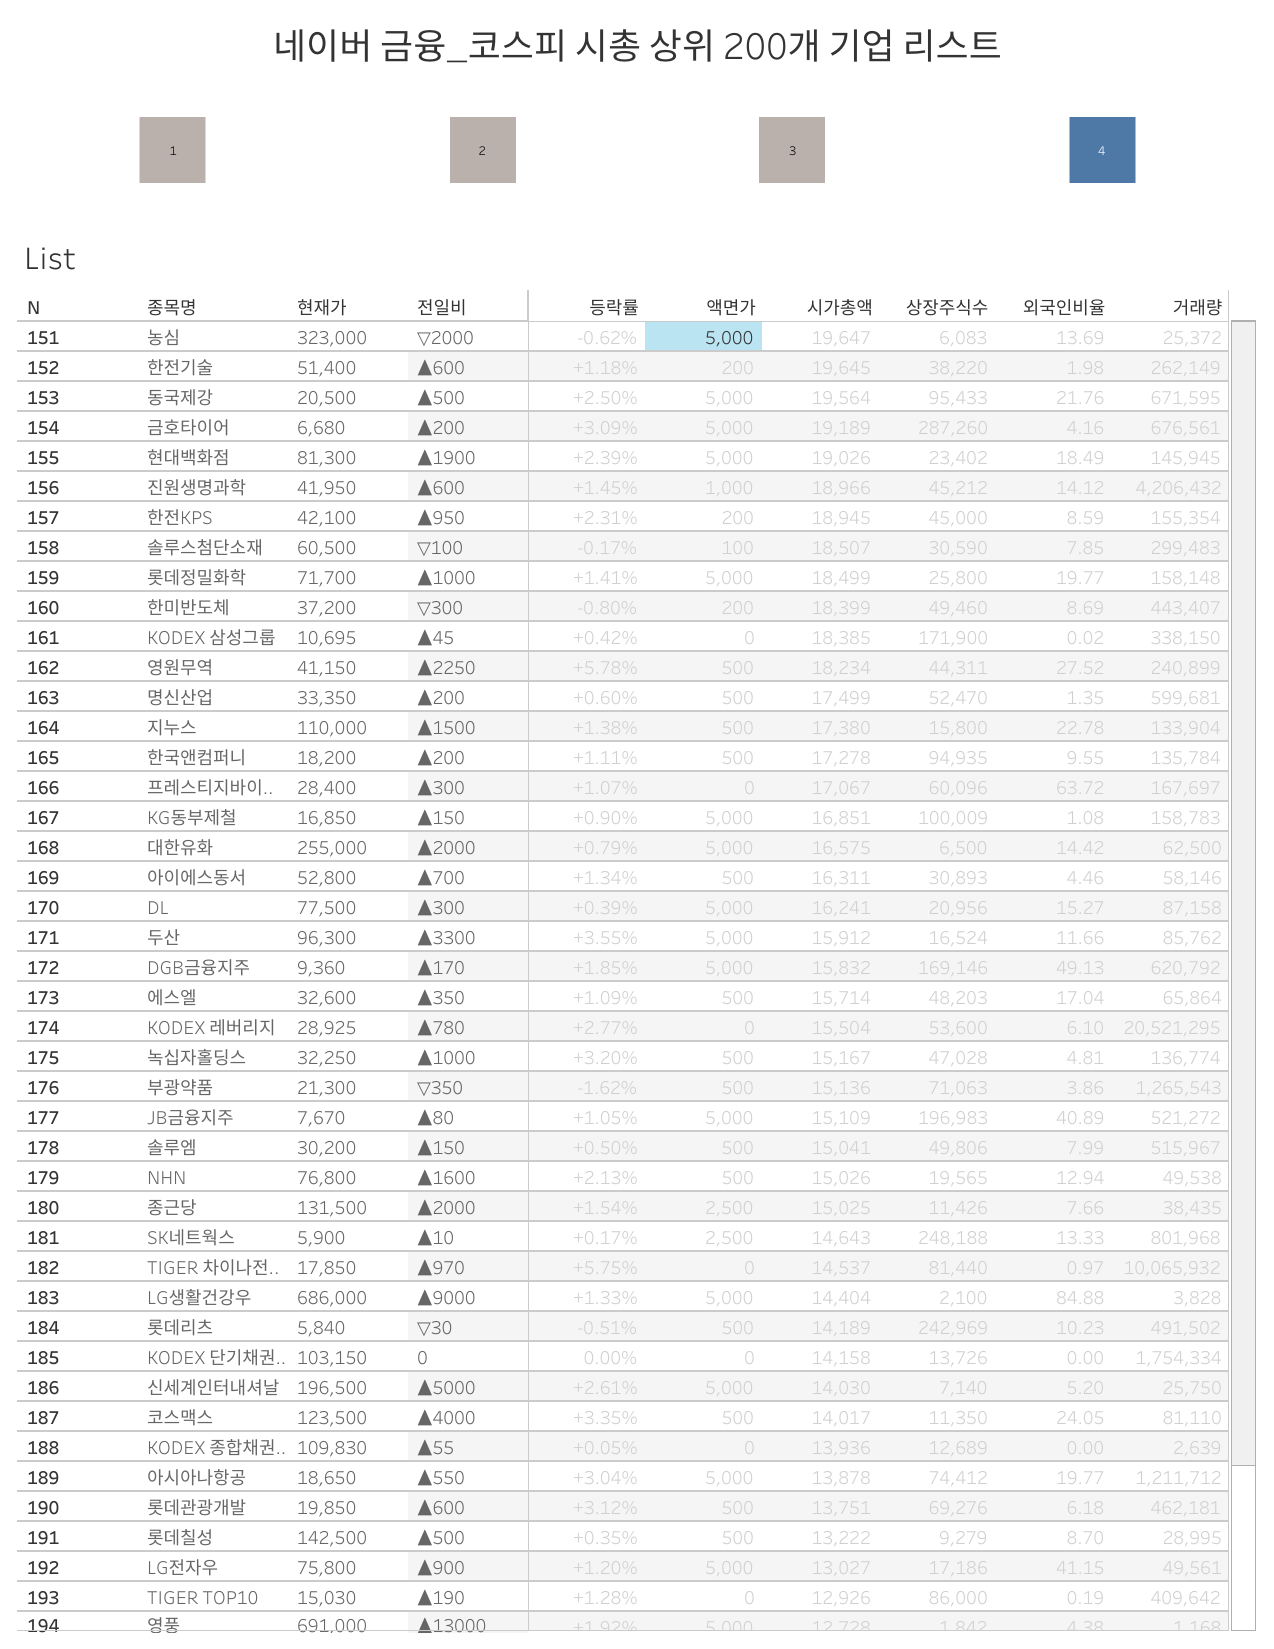 네이버 금융_코스피 시총 상위 200개 기업 리스트
1 2 3 4
List
N 종목명 현재가 전일비 등락률 액면가 시가총액 상장주식수 외국인비율 거래량
151 농심 323,000 ▽2000 -0.62% 5,000 19,647 6,083 13.69 25,372
152 한전기술 51,400 ▲600 +1.18% 200 19,645 38,220 1.98 262,149
153 동국제강 20,500 ▲500 +2.50% 5,000 19,564 95,433 21.76 671,595
154 금호타이어 6,680 ▲200 +3.09% 5,000 19,189 287,260 4.16 676,561
155 현대백화점 81,300 ▲1900 +2.39% 5,000 19,026 23,402 18.49 145,945
156 진원생명과학 41,950 ▲600 +1.45% 1,000 18,966 45,212 14.12 4,206,432
157 한전KPS 42,100 ▲950 +2.31% 200 18,945 45,000 8.59 155,354
158 솔루스첨단소재 60,500 ▽100 -0.17% 100 18,507 30,590 7.85 299,483
159 롯데정밀화학 71,700 ▲1000 +1.41% 5,000 18,499 25,800 19.77 158,148
160 한미반도체 37,200 ▽300 -0.80% 200 18,399 49,460 8.69 443,407
161 KODEX 삼성그룹 10,695 ▲45 +0.42% 0 18,385 171,900 0.02 338,150
162 영원무역 41,150 ▲2250 +5.78% 500 18,234 44,311 27.52 240,899
163 명신산업 33,350 ▲200 +0.60% 500 17,499 52,470 1.35 599,681
164 지누스 110,000 ▲1500 +1.38% 500 17,380 15,800 22.78 133,904
165 한국앤컴퍼니 18,200 ▲200 +1.11% 500 17,278 94,935 9.55 135,784
166 프레스티지바이.. 28,400 ▲300 +1.07% 0 17,067 60,096 63.72 167,697
167 KG동부제철 16,850 ▲150 +0.90% 5,000 16,851 100,009 1.08 158,783
168 대한유화 255,000 ▲2000 +0.79% 5,000 16,575 6,500 14.42 62,500
169 아이에스동서 52,800 ▲700 +1.34% 500 16,311 30,893 4.46 58,146
170 DL 77,500 ▲300 +0.39% 5,000 16,241 20,956 15.27 87,158
171 두산 96,300 ▲3300 +3.55% 5,000 15,912 16,524 11.66 85,762
172 DGB금융지주 9,360 ▲170 +1.85% 5,000 15,832 169,146 49.13 620,792
173 에스엘 32,600 ▲350 +1.09% 500 15,714 48,203 17.04 65,864
174 KODEX 레버리지 28,925 ▲780 +2.77% 0 15,504 53,600 6.10 20,521,295
175 녹십자홀딩스 32,250 ▲1000 +3.20% 500 15,167 47,028 4.81 136,774
176 부광약품 21,300 ▽350 -1.62% 500 15,136 71,063 3.86 1,265,543
177 JB금융지주 7,670 ▲80 +1.05% 5,000 15,109 196,983 40.89 521,272
178 솔루엠 30,200 ▲150 +0.50% 500 15,041 49,806 7.99 515,967
179 NHN 76,800 ▲1600 +2.13% 500 15,026 19,565 12.94 49,538
180 종근당 131,500 ▲2000 +1.54% 2,500 15,025 11,426 7.66 38,435
181 SK네트웍스 5,900 ▲10 +0.17% 2,500 14,643 248,188 13.33 801,968
182 TIGER 차이나전.. 17,850 ▲970 +5.75% 0 14,537 81,440 0.97 10,065,932
183 LG생활건강우 686,000 ▲9000 +1.33% 5,000 14,404 2,100 84.88 3,828
184 롯데리츠 5,840 ▽30 -0.51% 500 14,189 242,969 10.23 491,502
185 KODEX 단기채권.. 103,150 0 0.00% 0 14,158 13,726 0.00 1,754,334
186 신세계인터내셔날 196,500 ▲5000 +2.61% 5,000 14,030 7,140 5.20 25,750
187 코스맥스 123,500 ▲4000 +3.35% 500 14,017 11,350 24.05 81,110
188 KODEX 종합채권.. 109,830 ▲55 +0.05% 0 13,936 12,689 0.00 2,639
189 아시아나항공 18,650 ▲550 +3.04% 5,000 13,878 74,412 19.77 1,211,712
190 롯데관광개발 19,850 ▲600 +3.12% 500 13,751 69,276 6.18 462,181
191 롯데칠성 142,500 ▲500 +0.35% 500 13,222 9,279 8.70 28,995
192 LG전자우 75,800 ▲900 +1.20% 5,000 13,027 17,186 41.15 49,561
193 TIGER TOP10 15,030 ▲190 +1.28% 0 12,926 86,000 0.19 409,642
194 영풍 691,000 ▲13000 +1.92% 5,000 12,728 1,842 4.38 1,168